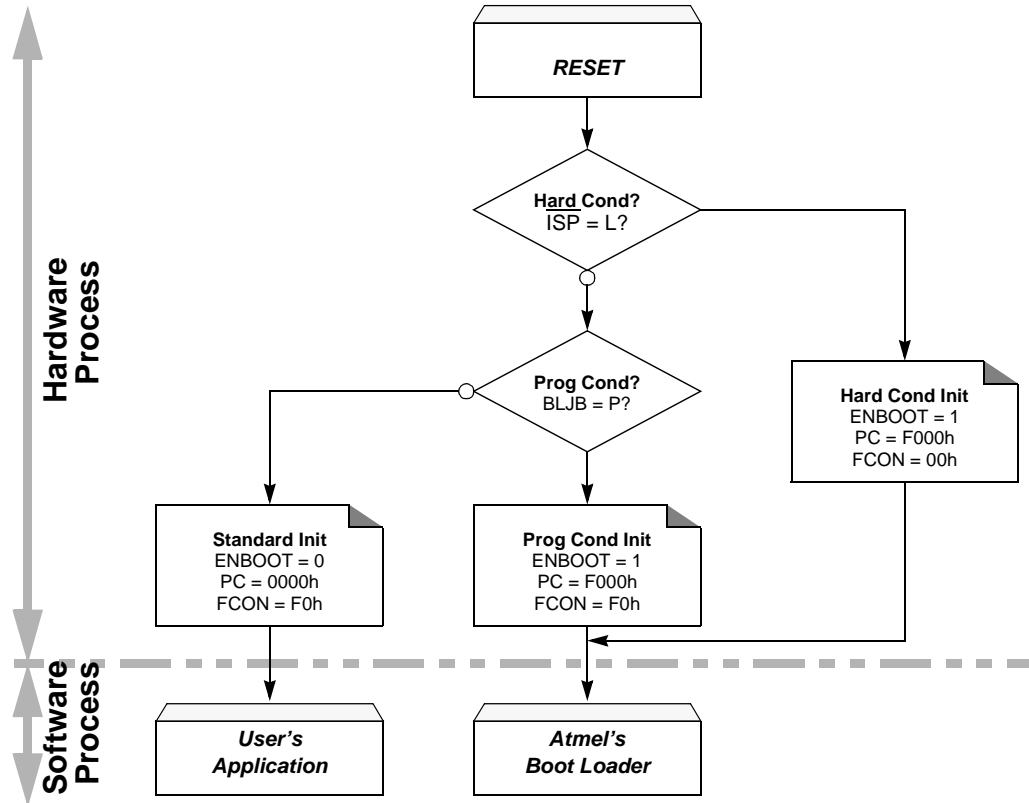 RESET
Hard Cond?
ISP = L?
Hardware
Process
Prog Cond?
BLJB = P?
Hard Cond Init
ENBOOT = 1
PC = F000h
FCON = 00h
Standard Init
ENBOOT = 0
PC = 0000h
FCON = F0h
Prog Cond Init
ENBOOT = 1
PC = F000h
FCON = F0h
Software
Process
User's
Application
Atmel's
Boot Loader